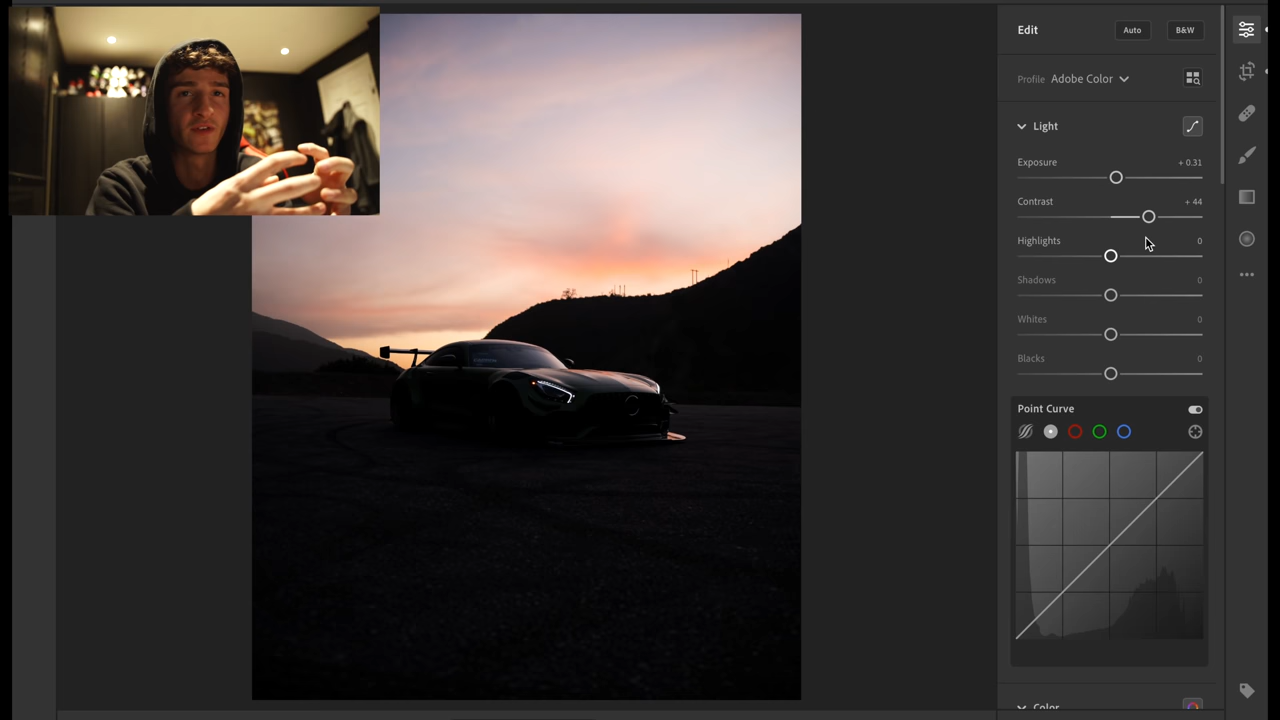 Edit Auto B&W
Profile Adobe Color
Light
Exposure + 0.31
Contrast + 44
Highlights 0
Shadows 0
Whites 0
Blacks 0
Point Curve
Color